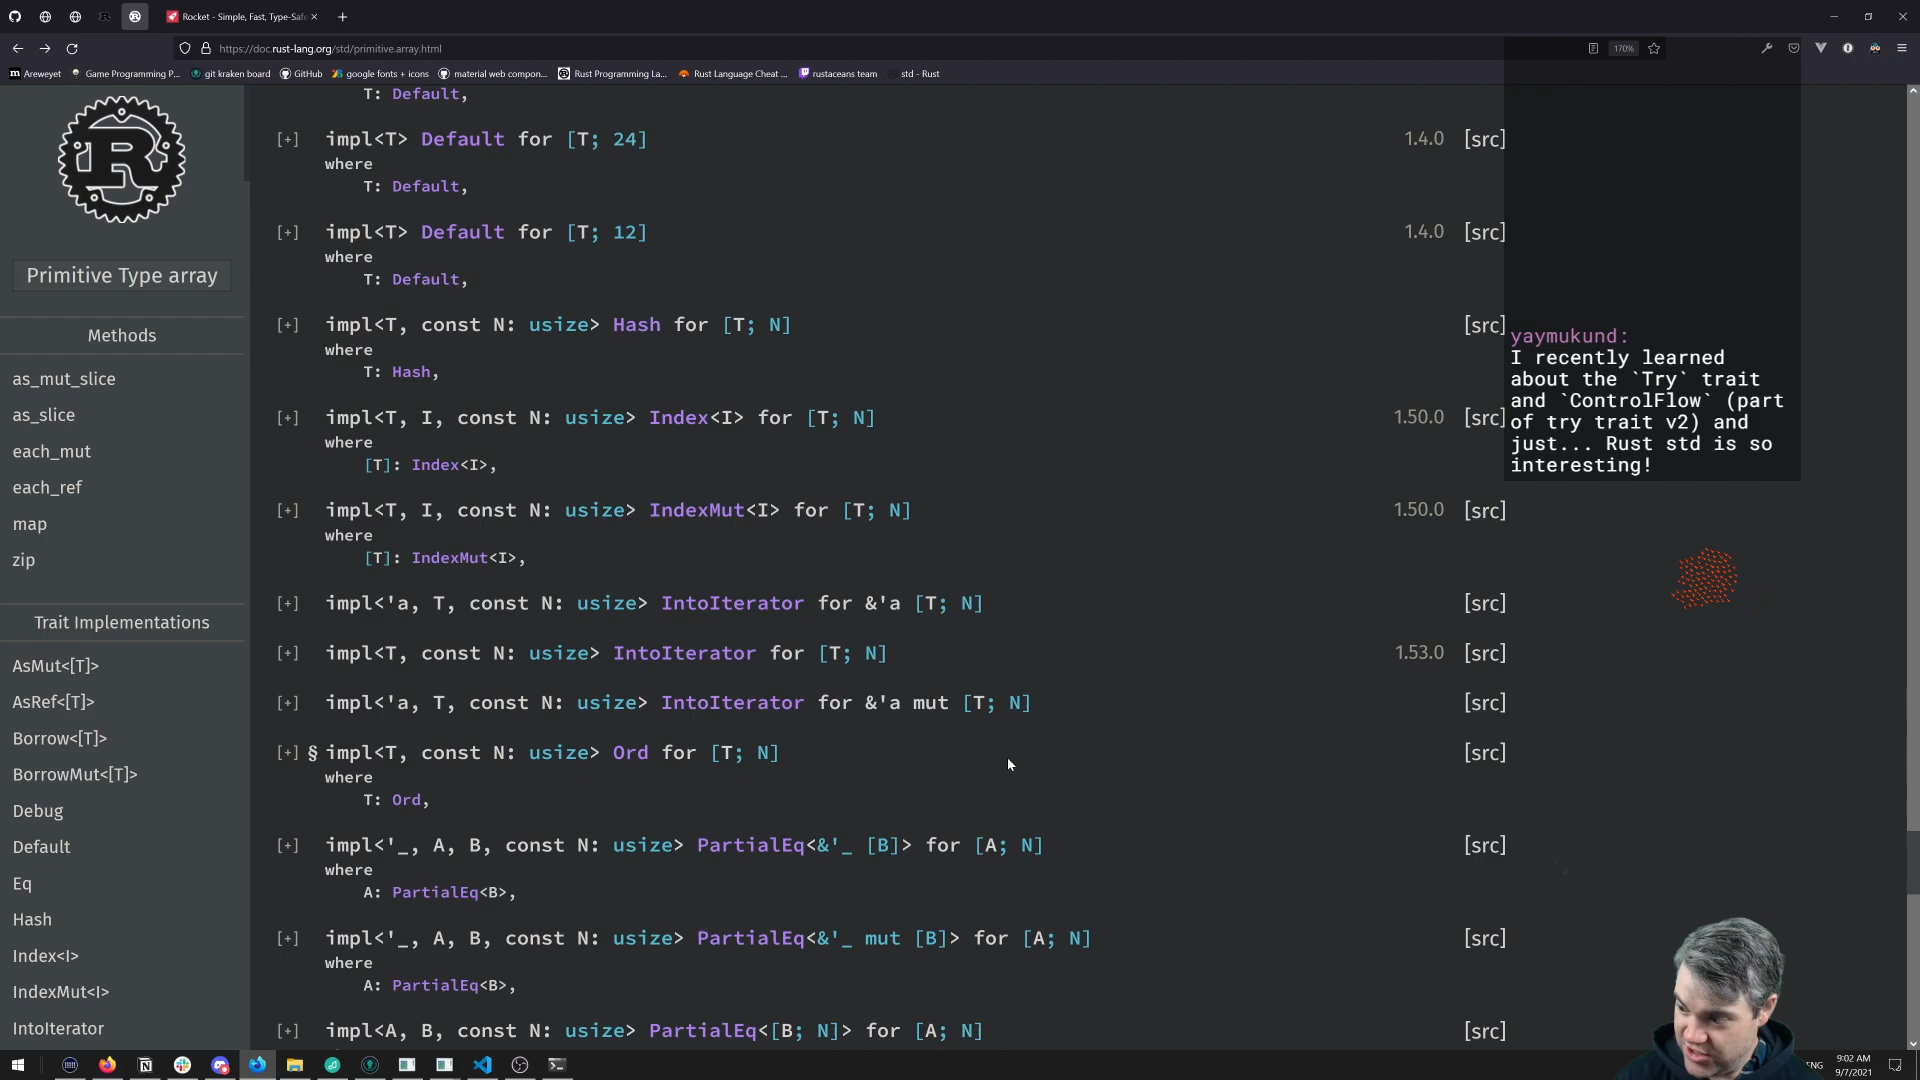 Rocket - Simple, Fast, Type-Safe
https://doc.rust-lang.org/std/primitive.array.html
170%
Areweyet
Game Programming P...
git kraken board
GitHub
google fonts + icons
material web compon...
Rust Programming La...
Rust Language Cheat ...
rustaceans team
std - Rust
Primitive Type array
Methods
as_mut_slice
as_slice
each_mut
each_ref
map
zip
Trait Implementations
AsMut<[T]>
AsRef<[T]>
Borrow<[T]>
BorrowMut<[T]>
Debug
Default
Eq
Hash
Index<I>
IndexMut<I>
IntoIterator
T: Default,
[+] impl<T> Default for [T; 24] 1.4.0 [src]
where
T: Default,
[+] impl<T> Default for [T; 12] 1.4.0 [src]
where
T: Default,
[+] impl<T, const N: usize> Hash for [T; N] [src]
where
T: Hash,
[+] impl<T, I, const N: usize> Index<I> for [T; N] 1.50.0 [src]
where
[T]: Index<I>,
[+] impl<T, I, const N: usize> IndexMut<I> for [T; N] 1.50.0 [src]
where
[T]: IndexMut<I>,
[+] impl<'a, T, const N: usize> IntoIterator for &'a [T; N] [src]
[+] impl<T, const N: usize> IntoIterator for [T; N] 1.53.0 [src]
[+] impl<'a, T, const N: usize> IntoIterator for &'a mut [T; N] [src]
[+] § impl<T, const N: usize> Ord for [T; N] [src]
where
T: Ord,
[+] impl<'_, A, B, const N: usize> PartialEq<&'_ [B]> for [A; N] [src]
where
A: PartialEq<B>,
[+] impl<'_, A, B, const N: usize> PartialEq<&'_ mut [B]> for [A; N] [src]
where
A: PartialEq<B>,
[+] impl<A, B, const N: usize> PartialEq<[B; N]> for [A; N] [src]
yaymukund:
I recently learned
about the `Try` trait
and `ControlFlow` (part
of try trait v2) and
just... Rust std is so
interesting!
9:02 AM
9/7/2021